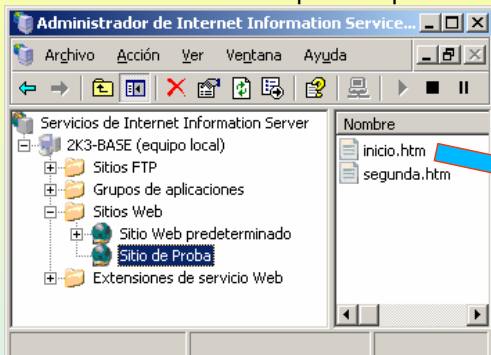 Administrador de Internet Information Service...
Archivo Acción Ver Ventana Ayuda
Servicios de Internet Information Server
2K3-BASE (equipo local)
Sitios FTP
Grupos de aplicaciones
Sitios Web
Sitio Web predeterminado
Sitio de Proba
Extensiones de servicio Web
Nombre
inicio.htm
segunda.htm